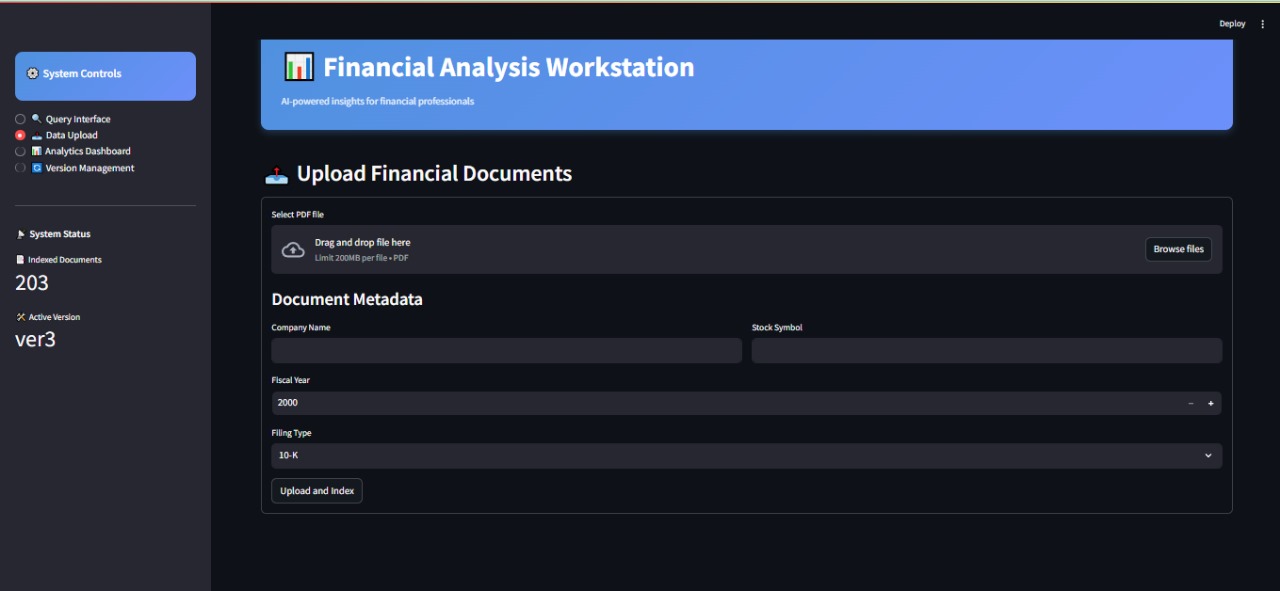 Deploy
System Controls
Query Interface
Data Upload
Analytics Dashboard
Version Management
System Status
Indexed Documents
203
Active Version
ver3
Financial Analysis Workstation
AI-powered insights for financial professionals
Upload Financial Documents
Select PDF file
Drag and drop file here
Limit 200MB per file • PDF
Browse files
Document Metadata
Company Name
Stock Symbol
Fiscal Year
2000
Filing Type
10-K
Upload and Index